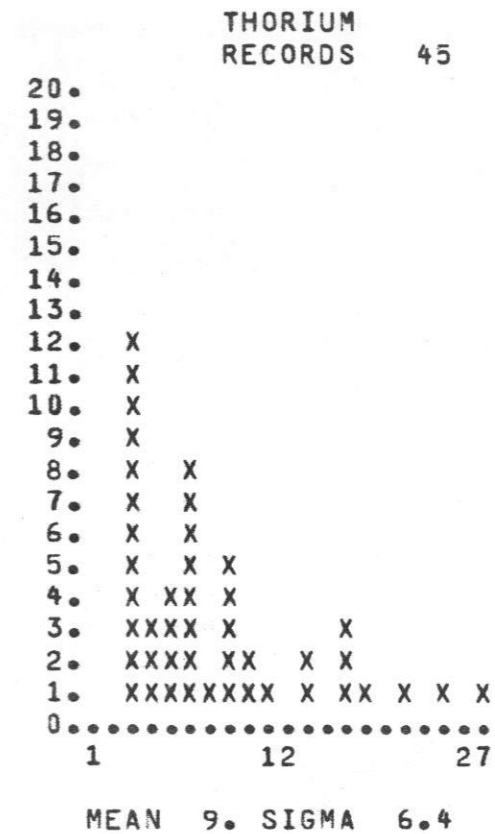 THORIUM
RECORDS   45
20.
19.
18.
17.
16.
15.
14.
13.
12.  X
11.  X
10.  X
9.  X
8.  X  X
7.  X  X
6.  X  X
5.  X  X X
4.  X XX X
3.  XXXX X     X
2.  XXXX XX  X X
1.  XXXXXXXX X XX X X X
0......................
1         12         27
MEAN  9. SIGMA  6.4